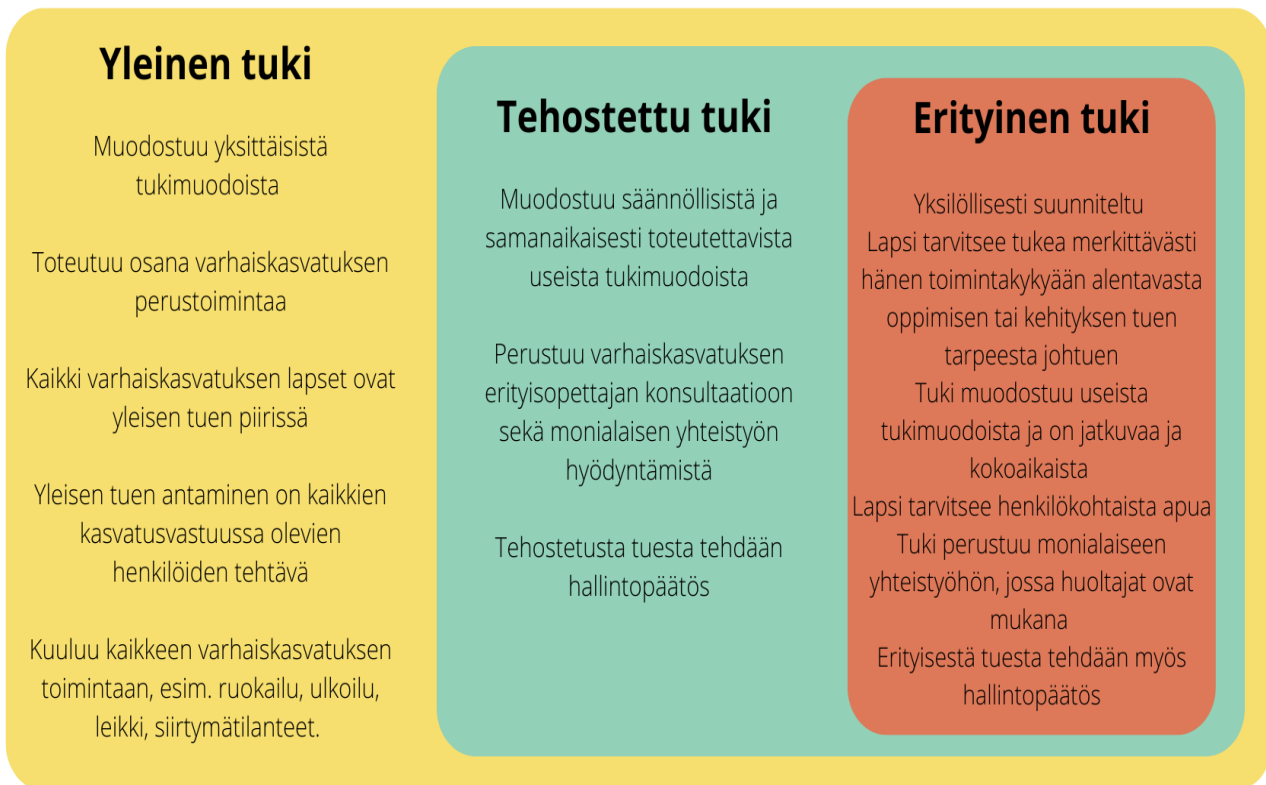 Yleinen tuki
Muodostuu yksittäisistä
tukimuodoista
Toteutuu osana varhaiskasvatuksen
perustoimintaa
Kaikki varhaiskasvatuksen lapset ovat
yleisen tuen piirissä
Yleisen tuen antaminen on kaikkien
kasvatusvastuussa olevien
henkilöiden tehtävä
Kuuluu kaikkeen varhaiskasvatuksen
toimintaan, esim. ruokailu, ulkoilu,
leikki, siirtymätilanteet.
Tehostettu tuki
Muodostuu säännöllisistä ja
samanaikaisesti toteutettavista
useista tukimuodoista
Perustuu varhaiskasvatuksen
erityisopettajan konsultaatioon
sekä monialaisen yhteistyön
hyödyntämistä
Tehostetusta tuesta tehdään
hallintopäätös
Erityinen tuki
Yksilöllisesti suunniteltu
Lapsi tarvitsee tukea merkittävästi
hänen toimintakykyään alentavasta
oppimisen tai kehityksen tuen
tarpeesta johtuen
Tuki muodostuu useista
tukimuodoista ja on jatkuvaa ja
kokoaikaista
Lapsi tarvitsee henkilökohtaista apua
Tuki perustuu monialaiseen
yhteistyöhön, jossa huoltajat ovat
mukana
Erityisestä tuesta tehdään myös
hallintopäätös